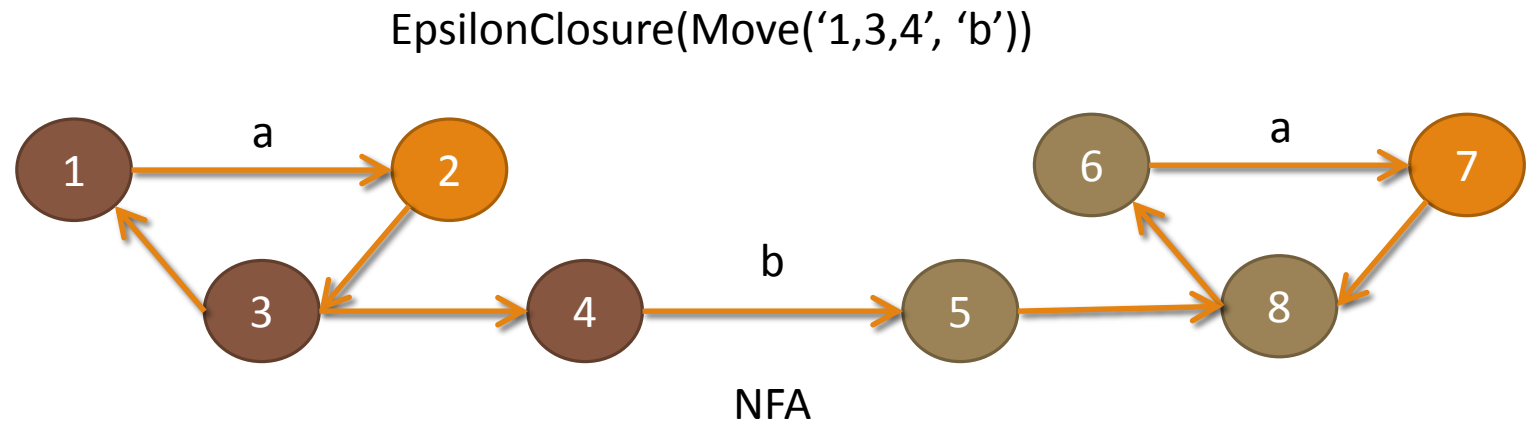 EpsilonClosure(Move(‘1,3,4’, ‘b’))
a
a
1
2
6
7
b
3
4
5
8
NFA